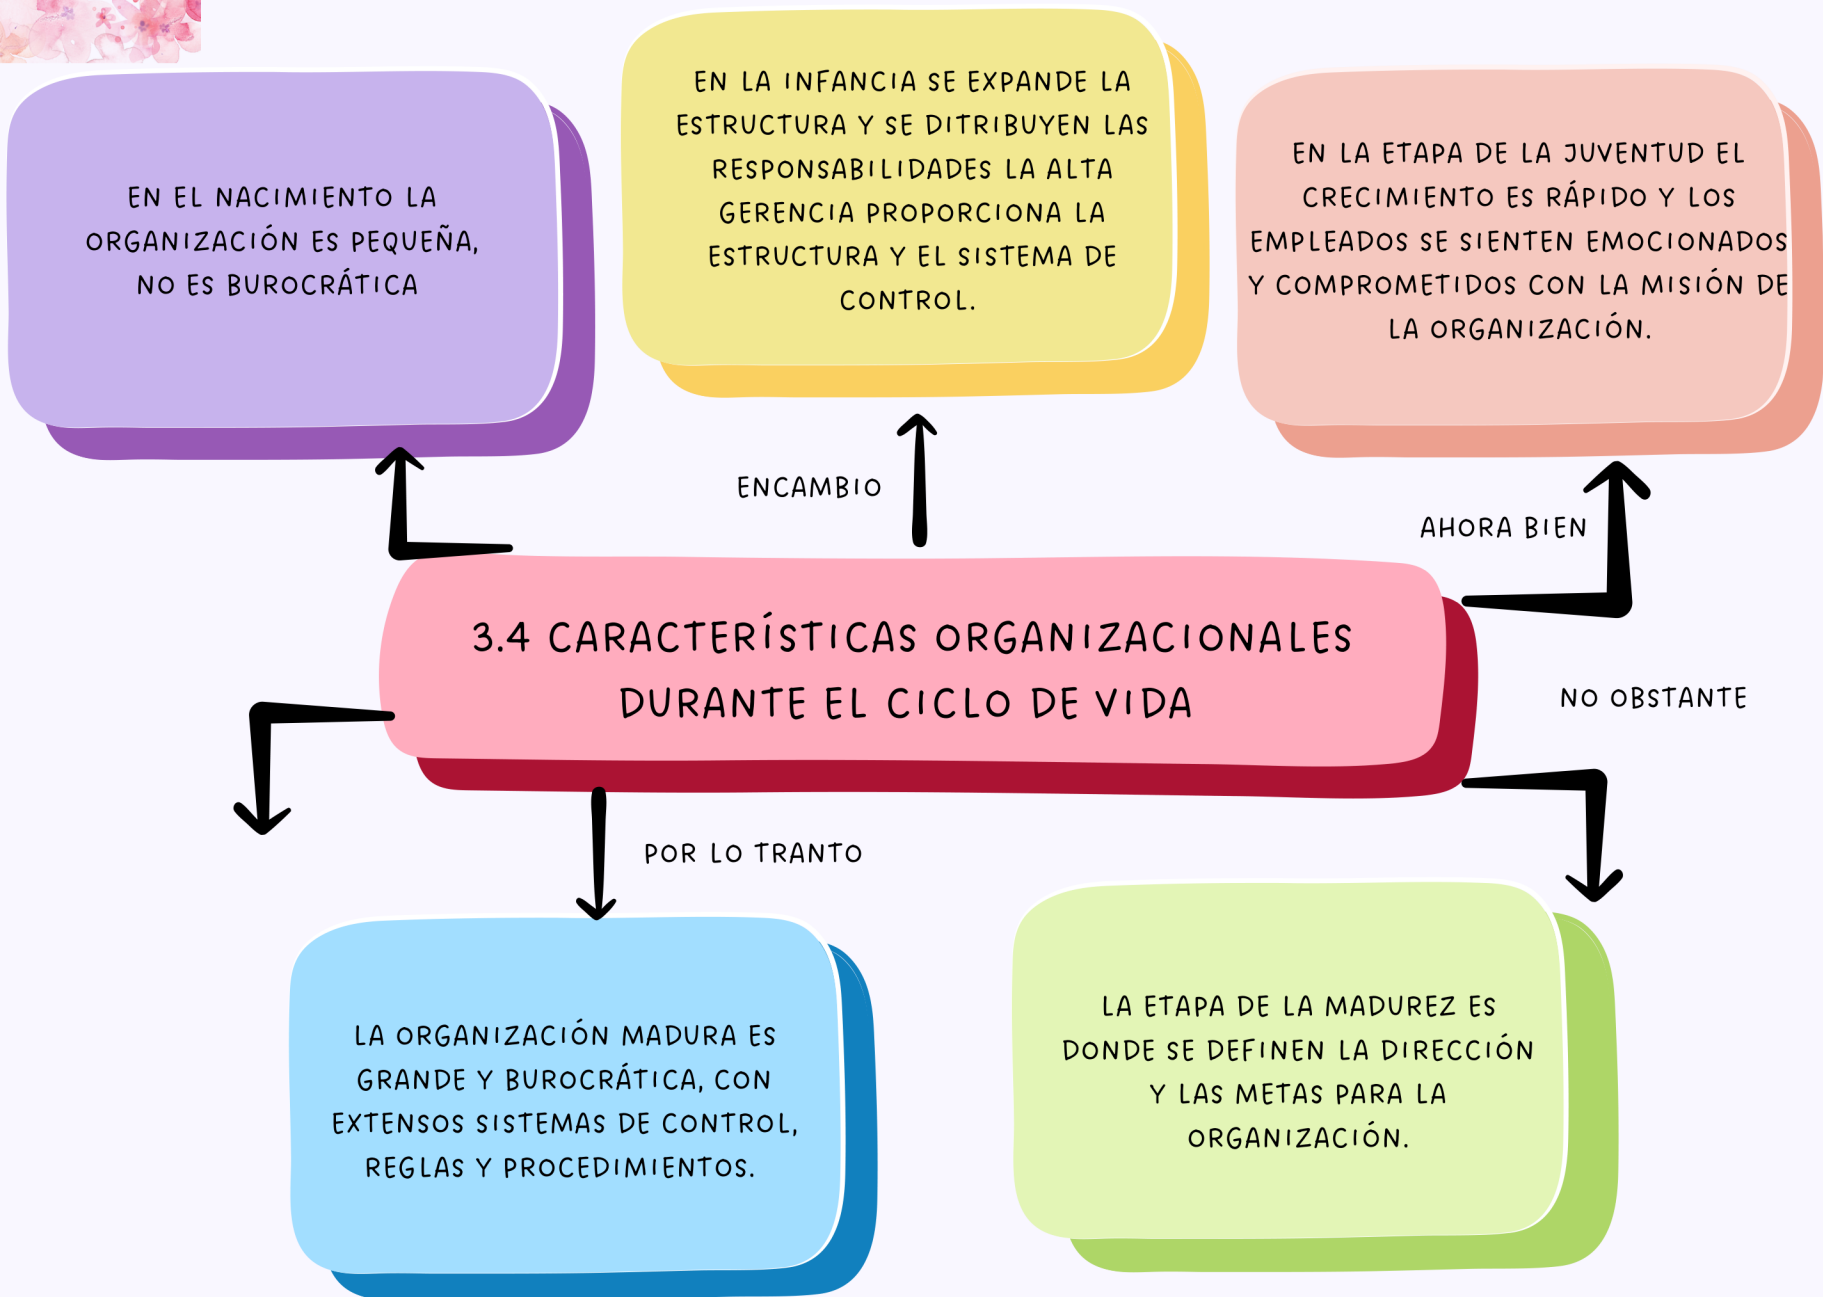 EN EL NACIMIENTO LA
ORGANIZACIÓN ES PEQUEÑA,
NO ES BUROCRÁTICA
EN LA INFANCIA SE EXPANDE LA
ESTRUCTURA Y SE DITRIBUYEN LAS
RESPONSABILIDADES LA ALTA
GERENCIA PROPORCIONA LA
ESTRUCTURA Y EL SISTEMA DE
CONTROL.
EN LA ETAPA DE LA JUVENTUD EL
CRECIMIENTO ES RÁPIDO Y LOS
EMPLEADOS SE SIENTEN EMOCIONADOS
Y COMPROMETIDOS CON LA MISIÓN DE
LA ORGANIZACIÓN.
ENCAMBIO
AHORA BIEN
3.4 CARACTERÍSTICAS ORGANIZACIONALES
DURANTE EL CICLO DE VIDA
NO OBSTANTE
POR LO TRANTO
LA ORGANIZACIÓN MADURA ES
GRANDE Y BUROCRÁTICA, CON
EXTENSOS SISTEMAS DE CONTROL,
REGLAS Y PROCEDIMIENTOS.
LA ETAPA DE LA MADUREZ ES
DONDE SE DEFINEN LA DIRECCIÓN
Y LAS METAS PARA LA
ORGANIZACIÓN.